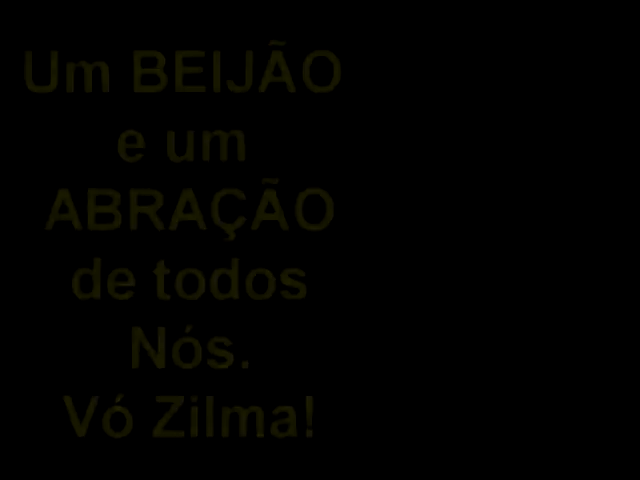 Um BEIJÃO
e um
ABRAÇÃO
de todos
Nós.
Vó Zilma!